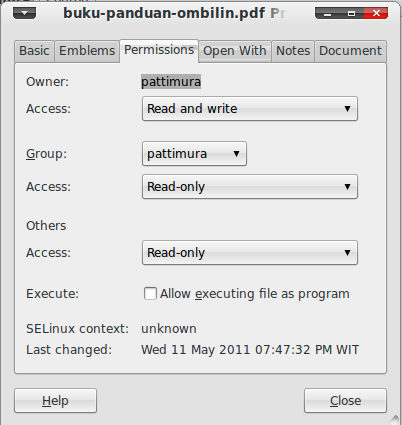 buku-panduan-ombilin.pdf Pr
Basic Emblems Permissions Open With Notes Document
Owner: pattimura
Access: Read and write
Group: pattimura
Access: Read-only
Others
Access: Read-only
Execute: Allow executing file as program
SELinux context: unknown
Last changed: Wed 11 May 2011 07:47:32 PM WIT
Help Close